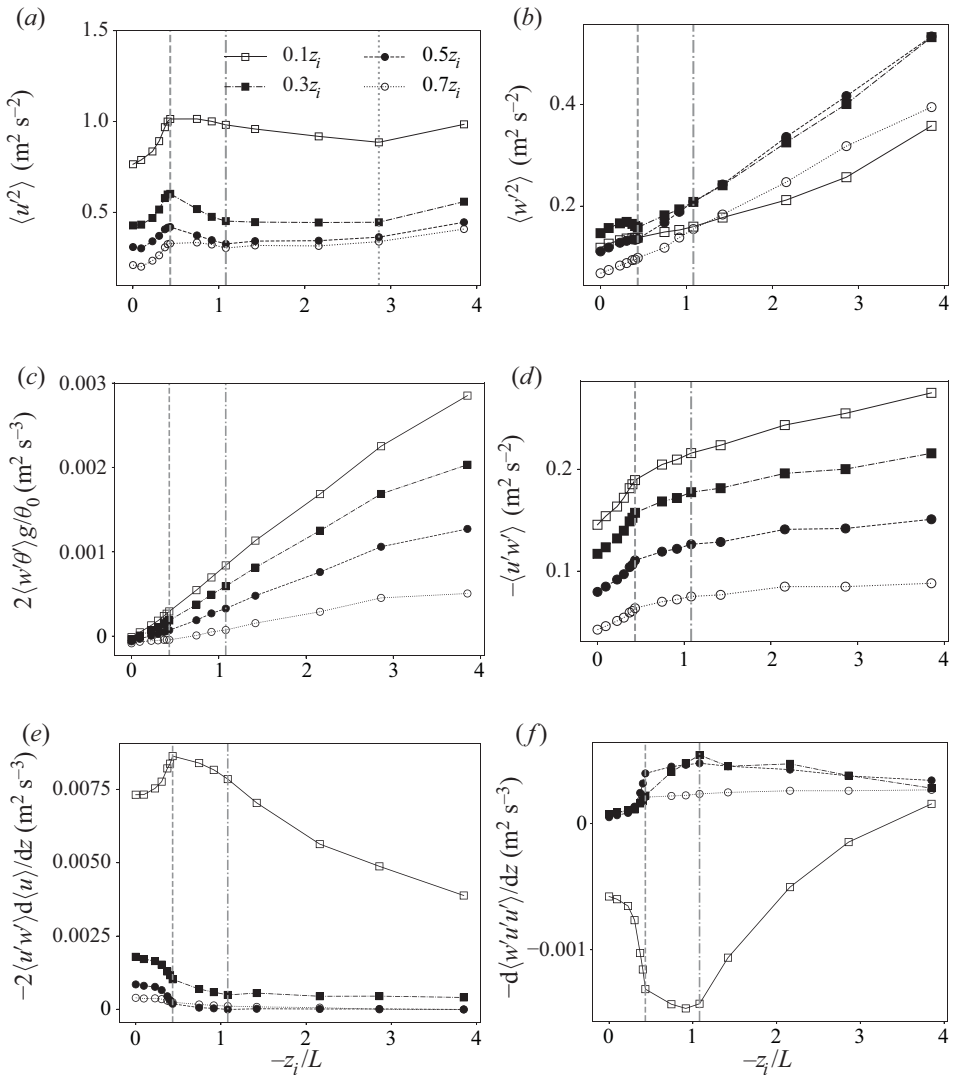 (a)
1.5
1.0
0.5
⟨u′²⟩ (m² s⁻²)
0.1zᵢ
0.3zᵢ
0.5zᵢ
0.7zᵢ
0 1 2 3 4
(b)
0.4
0.2
⟨w′²⟩ (m² s⁻²)
0 1 2 3 4
(c)
0.003
0.002
0.001
0
2⟨w′θ′⟩g/θ₀ (m² s⁻³)
0 1 2 3 4
(d)
0.2
0.1
−⟨u′w′⟩ (m² s⁻²)
0 1 2 3 4
(e)
0.0075
0.0050
0.0025
0
−2⟨u′w′⟩d⟨u⟩/dz (m² s⁻³)
0 1 2 3 4
−zᵢ/L
(f)
0
−0.001
−d⟨w′u′u′⟩/dz (m² s⁻³)
0 1 2 3 4
−zᵢ/L